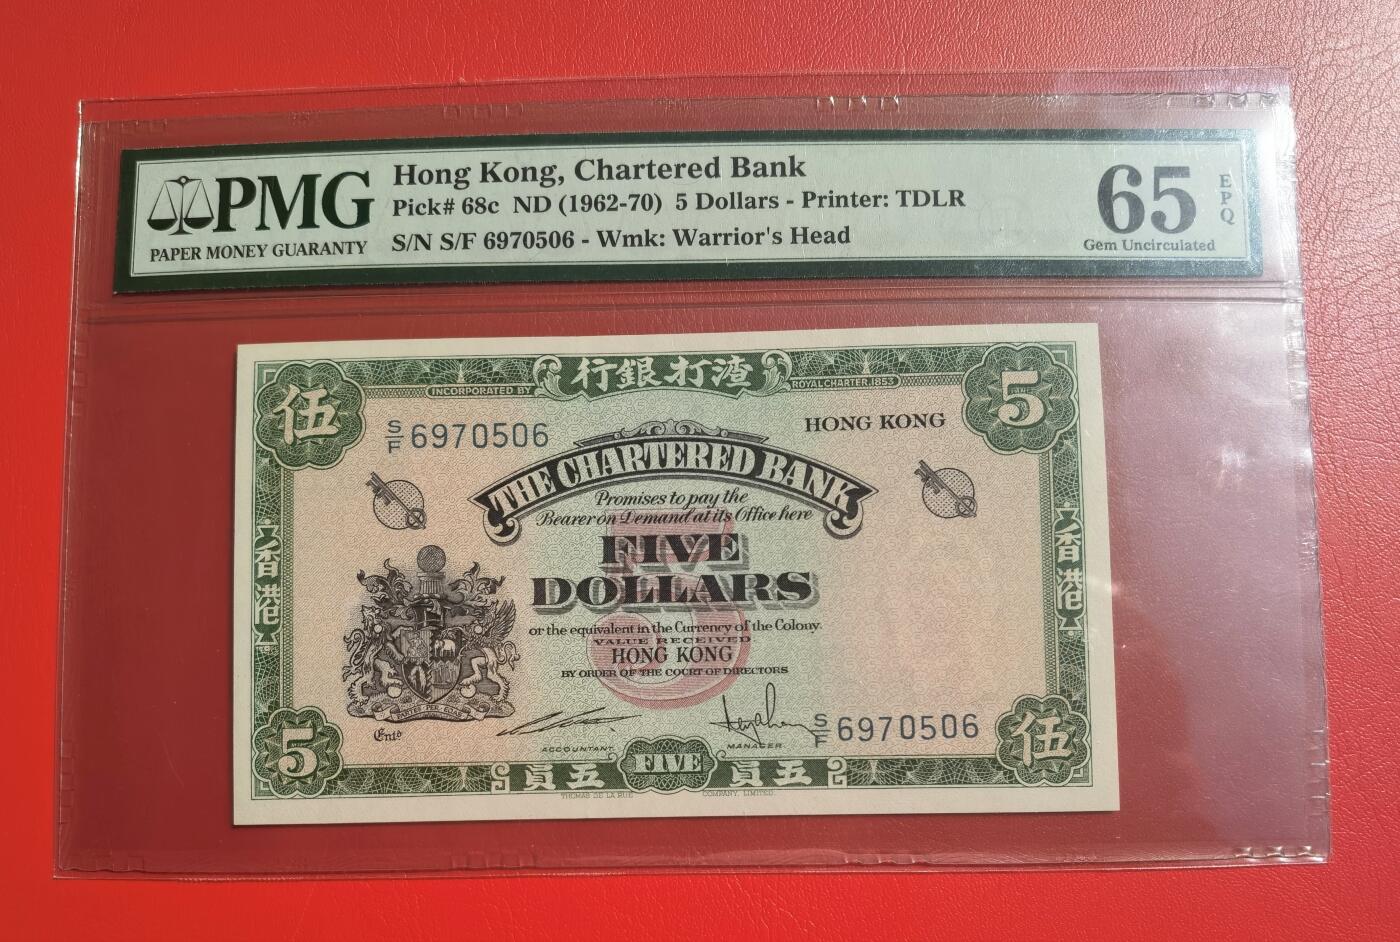 PMG
PAPER MONEY GUARANTY
Hong Kong, Chartered Bank
Pick# 68c ND (1962-70) 5 Dollars - Printer: TDLR
S/N S/F 6970506 - Wmk: Warrior's Head
65 EPQ
Gem Uncirculated
行銀打渣
INCORPORATED BY
ROYAL CHARTER.1853
伍
5
S/F 6970506
HONG KONG
THE CHARTERED BANK
Promises to pay the
Bearer on Demand at its Office here
5
FIVE
DOLLARS
or the equivalent in the Currency of the Colony.
VALUE RECEIVED
HONG KONG
BY ORDER OF THE COURT OF DIRECTORS
香港
香港
ACCOUNTANT.
MANAGER.
S/F 6970506
5
伍
員五
FIVE
員五
THOMAS DE LA RUE COMPANY, LIMITED.